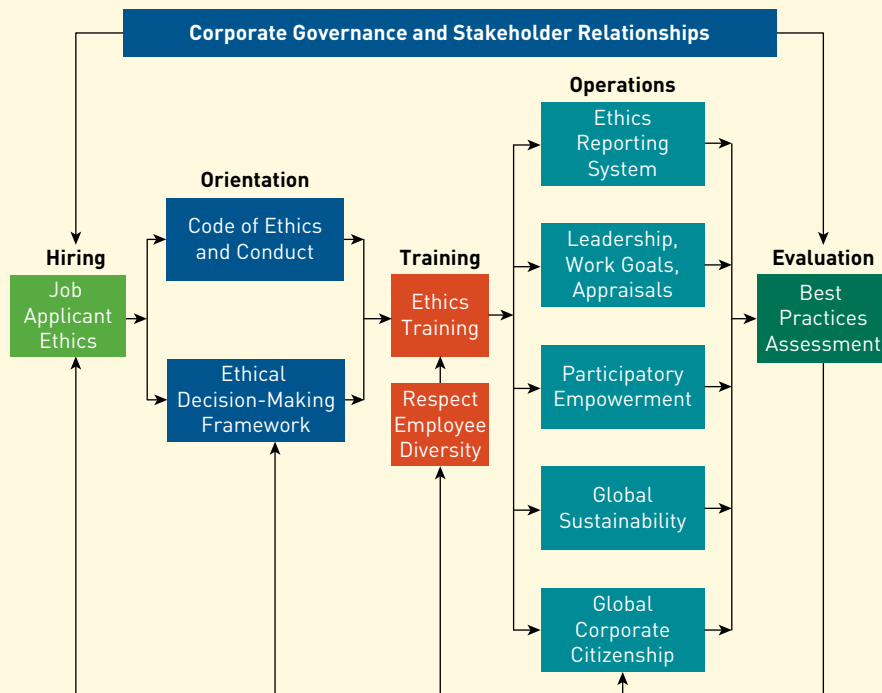 Corporate Governance and Stakeholder Relationships
Hiring
Job
Applicant
Ethics
Orientation
Code of Ethics
and Conduct
Ethical
Decision-Making
Framework
Training
Ethics
Training
Respect
Employee
Diversity
Operations
Ethics
Reporting
System
Leadership,
Work Goals,
Appraisals
Participatory
Empowerment
Global
Sustainability
Global
Corporate
Citizenship
Evaluation
Best
Practices
Assessment